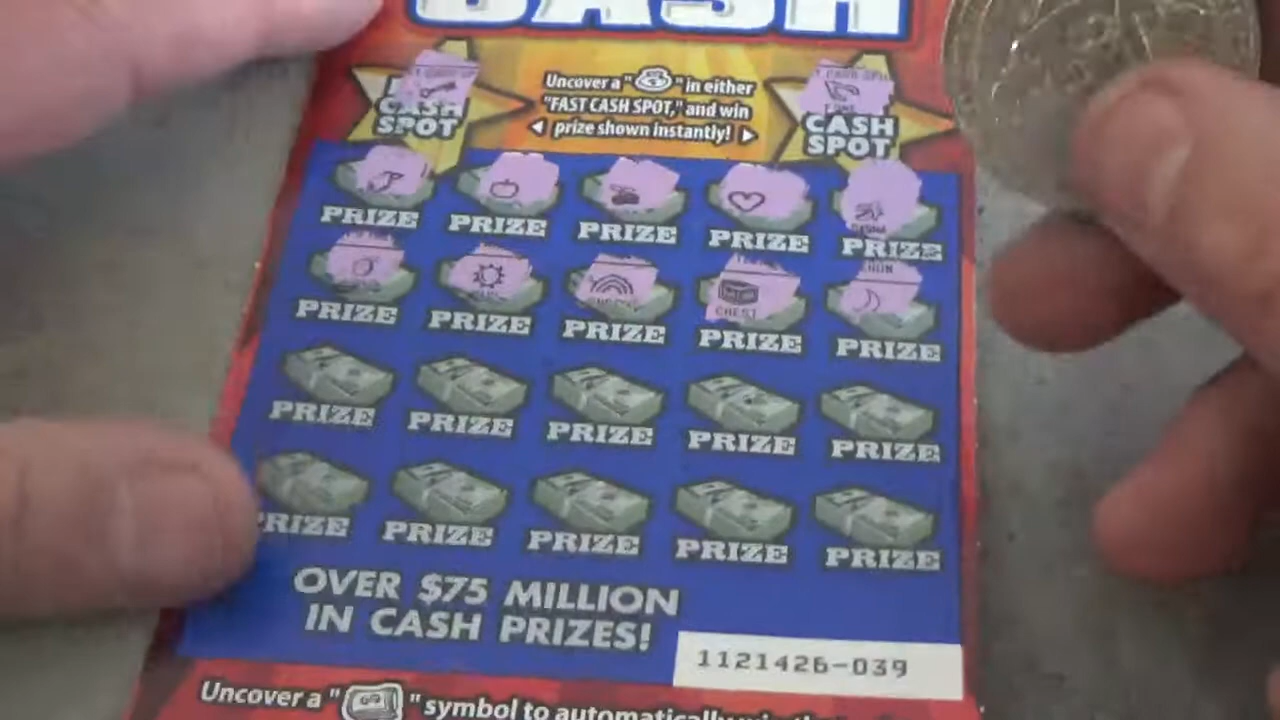 CASH
Uncover a " " in either
"FAST CASH SPOT," and win
prize shown instantly!
CASH
SPOT
CASH
SPOT
PRIZE PRIZE PRIZE PRIZE PRIZE
CHEST
PRIZE PRIZE PRIZE PRIZE PRIZE
PRIZE PRIZE PRIZE PRIZE PRIZE
PRIZE PRIZE PRIZE PRIZE PRIZE
OVER $75 MILLION
IN CASH PRIZES!
1121426-039
Uncover a " " symbol to automatically win